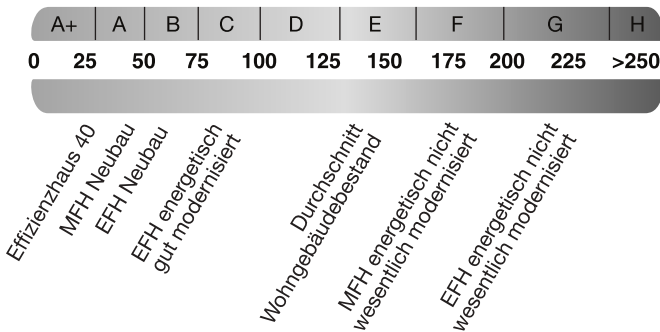 A+ A B C D E F G H
0 25 50 75 100 125 150 175 200 225 >250
Effizienzhaus 40
MFH Neubau
EFH Neubau
EFH energetisch
gut modernisiert
Durchschnitt
Wohngebäudebestand
MFH energetisch nicht
wesentlich modernisiert
EFH energetisch nicht
wesentlich modernisiert